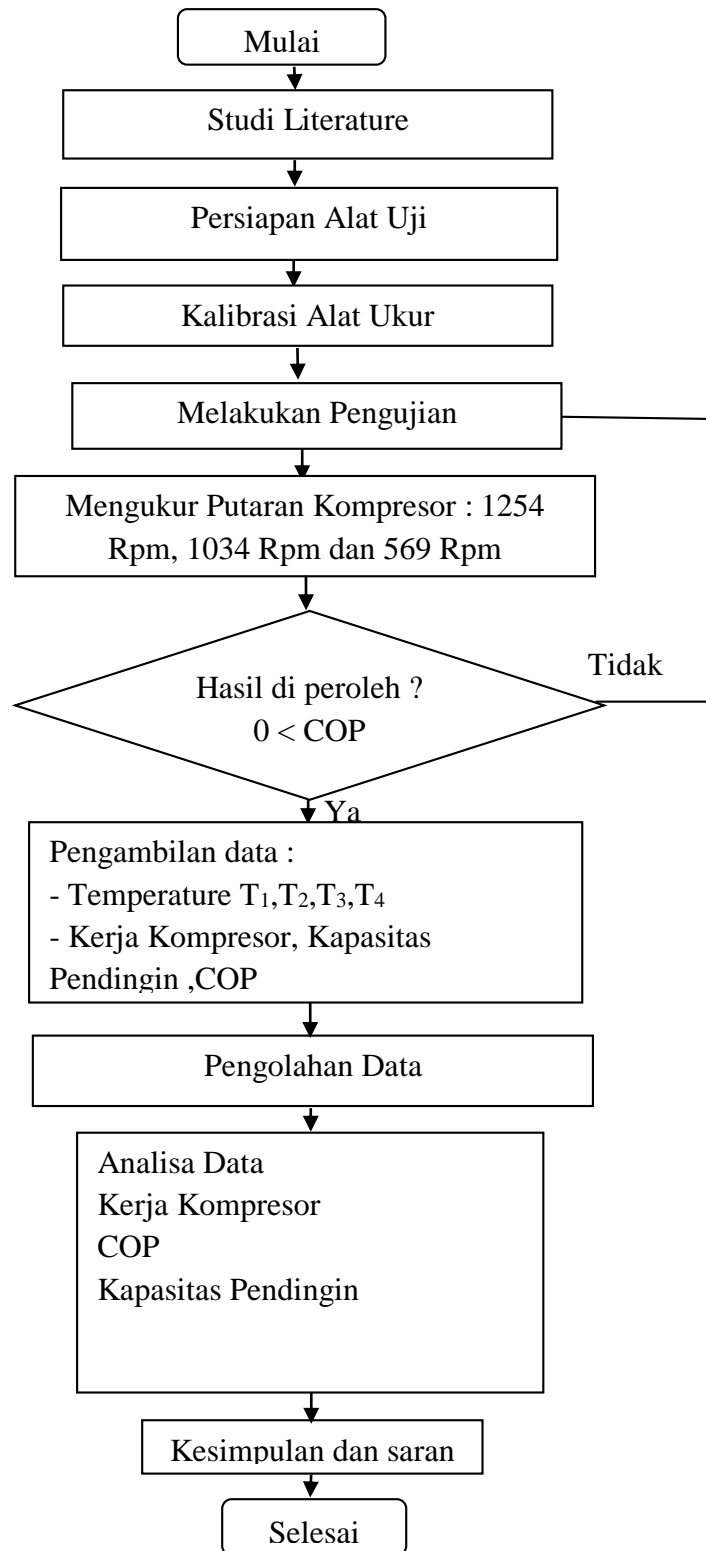 Mulai
Studi Literature
Persiapan Alat Uji
Kalibrasi Alat Ukur
Melakukan Pengujian
Mengukur Putaran Kompresor : 1254
Rpm, 1034 Rpm dan 569 Rpm
Hasil di peroleh ?
0 < COP
Tidak
Ya
Pengambilan data :
- Temperature T₁,T₂,T₃,T₄
- Kerja Kompresor, Kapasitas
Pendingin ,COP
Pengolahan Data
Analisa Data
Kerja Kompresor
COP
Kapasitas Pendingin
Kesimpulan dan saran
Selesai